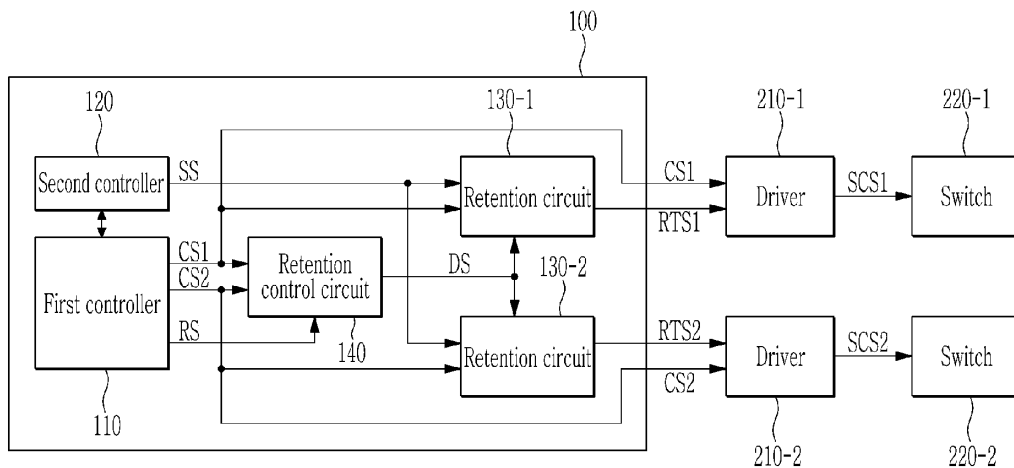 100
120
130-1
210-1
220-1
Second controller
SS
Retention circuit
CS1
Driver
SCS1
Switch
RTS1
First controller
CS1
CS2
RS
Retention
control circuit
140
DS
130-2
Retention circuit
RTS2
CS2
Driver
SCS2
Switch
110
210-2
220-2